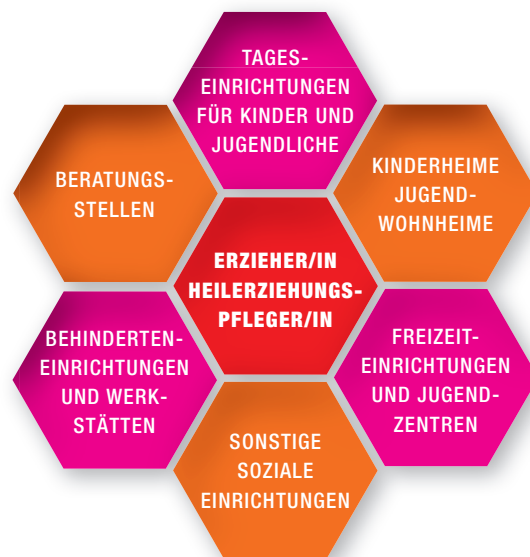 TAGES-
EINRICHTUNGEN
FÜR KINDER UND
JUGENDLICHE
BERATUNGS-
STELLEN
KINDERHEIME
JUGEND-
WOHNHEIME
ERZIEHER/IN
HEILERZIEHUNGS-
PFLEGER/IN
BEHINDERTEN-
EINRICHTUNGEN
UND WERK-
STÄTTEN
FREIZEIT-
EINRICHTUNGEN
UND JUGEND-
ZENTREN
SONSTIGE
SOZIALE
EINRICHTUNGEN